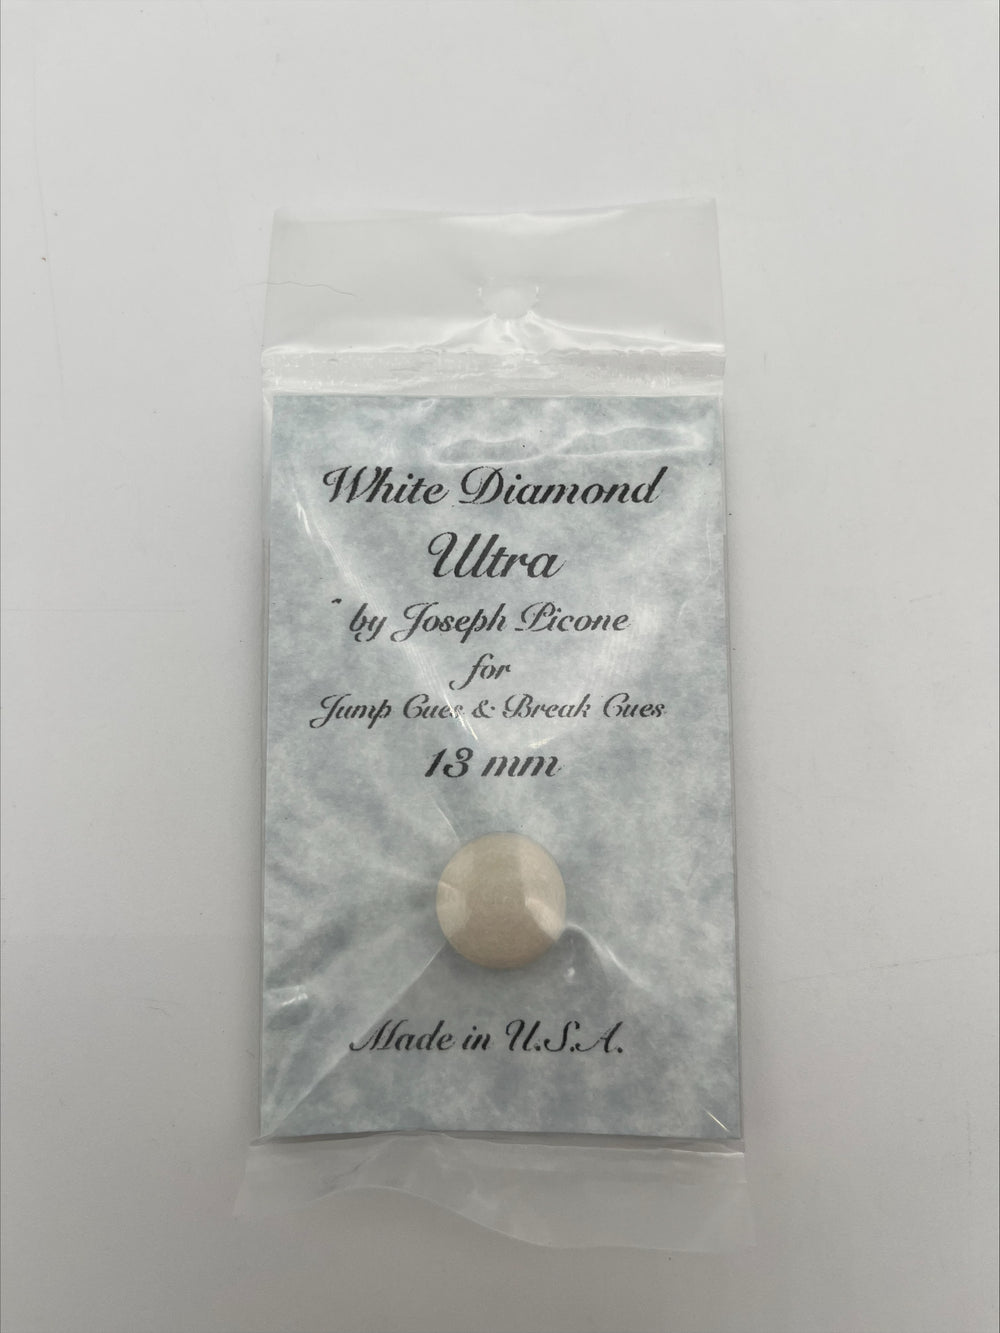 White Diamond
Ultra
by Joseph Picone
for
Jump Cues & Break Cues
13 mm
Made in U.S.A.